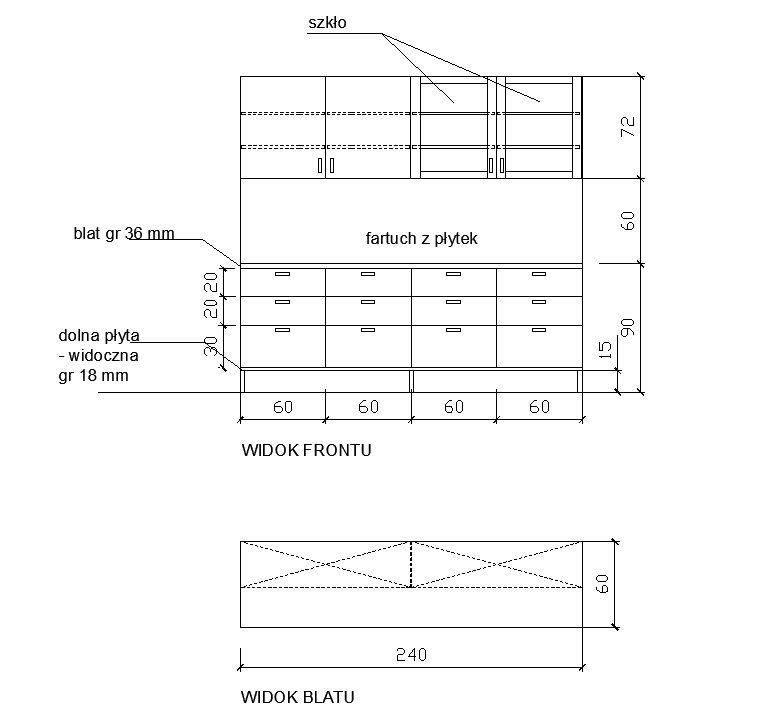 szkło
72
blat gr 36 mm
fartuch z płytek
60
20
20
30
90
15
dolna płyta
- widoczna
gr 18 mm
60 60 60 60
WIDOK FRONTU
60
240
WIDOK BLATU